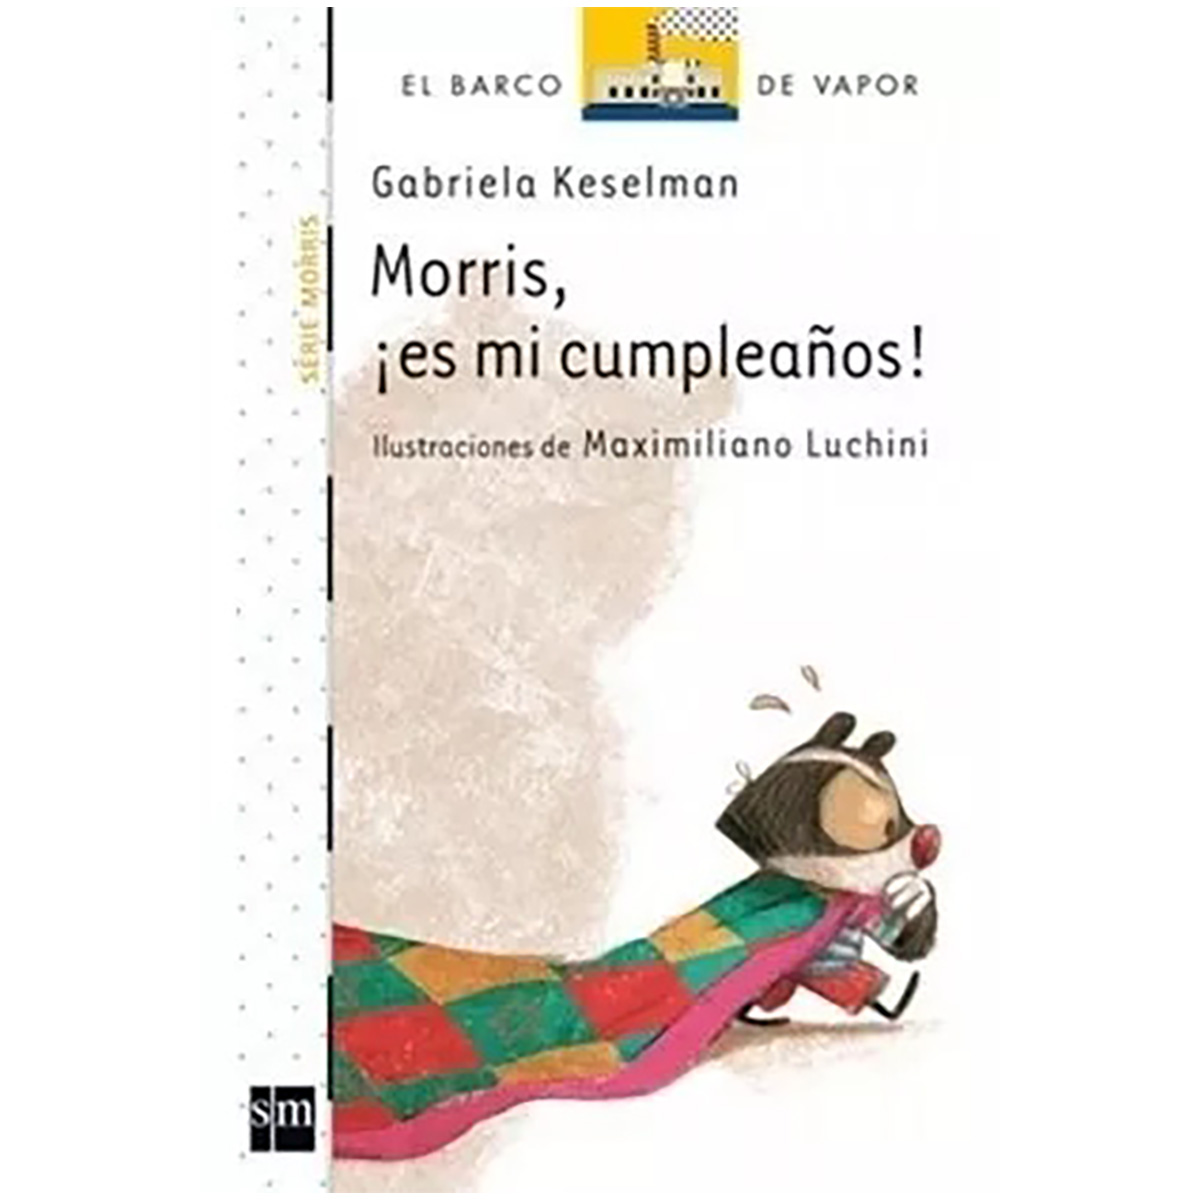 EL BARCO DE VAPOR
Gabriela Keselman
Morris,
¡es mi cumpleaños!
Ilustraciones de Maximiliano Luchini
SERIE MORRIS
sm